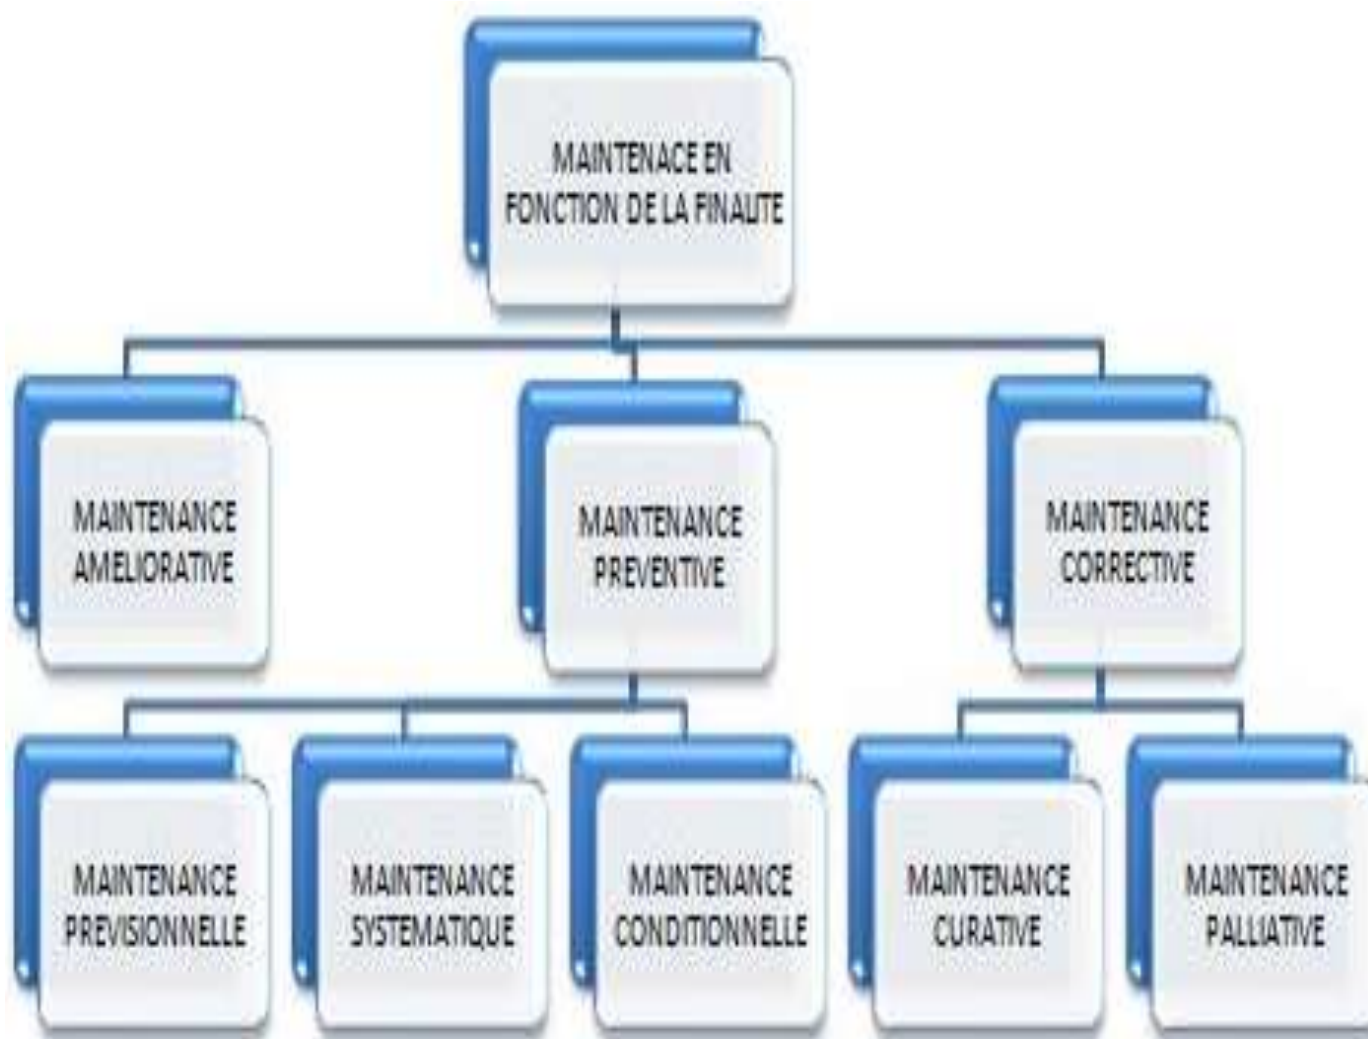 MAINTENACE EN
FONCTION DE LA FINALITE
MAINTENANCE
AMELIORATIVE
MAINTENANCE
PREVENTIVE
MAINTENANCE
CORRECTIVE
MAINTENANCE
PREVISIONNELLE
MAINTENANCE
SYSTEMATIQUE
MAINTENANCE
CONDITIONNELLE
MAINTENANCE
CURATIVE
MAINTENANCE
PALLIATIVE